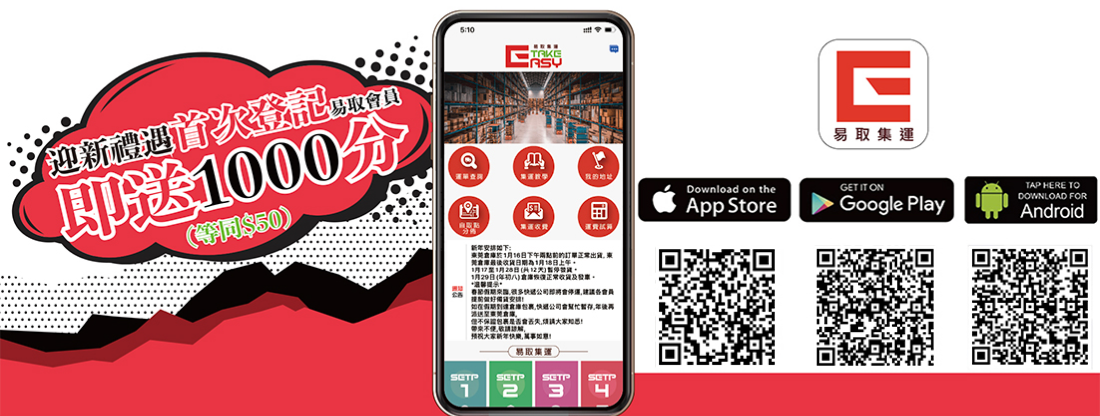 迎新禮遇首次登記易取會員
即送1000分
(等同$50)
5:10
易取集運
TAKE
EASY
運單查詢
集運教學
我的地址
自取點
分佈
集運收費
運費試算
通知
公告
新年安排如下:
東莞倉庫於1月16日下午兩點前的訂單正常出貨, 東
莞倉庫最後收貨日期為1月18日上午。
1月17至1月28日(共12天)暫停發貨。
1月29日(年初八)倉庫恢復正常收貨及發車。
*溫馨提示*
春節假期來臨,很多快遞公司即將會停運,建議各會員
提前做好備貨安排!
如在假期到達倉庫包裹,快遞公司會幫忙暫存,年後再
派送至東莞倉庫,
但不保證包裹是否會丟失,煩請大家知悉!
帶來不便,敬請諒解,
預祝大家新年快樂,萬事如意!
易取集運
SETP
1
SETP
2
SETP
3
SETP
4
易取集運
Download on the
App Store
GET IT ON
Google Play
TAP HERE TO
DOWNLOAD FOR
Android